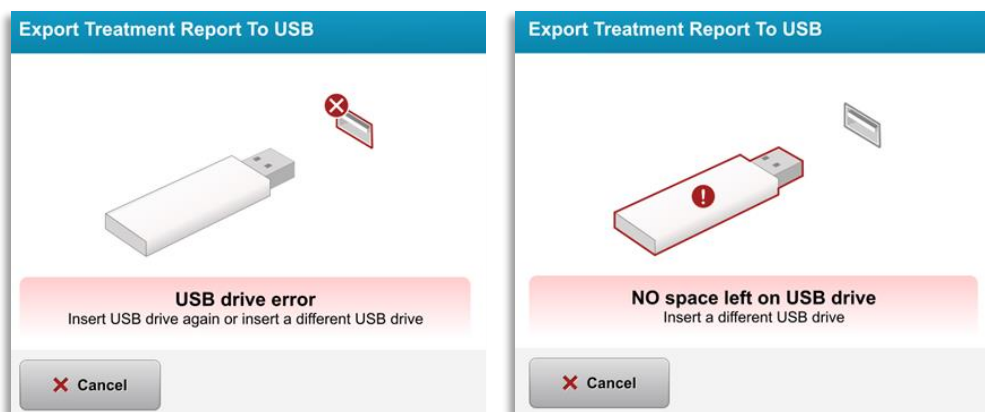 Export Treatment Report To USB
USB drive error
Insert USB drive again or insert a different USB drive
Cancel
Export Treatment Report To USB
NO space left on USB drive
Insert a different USB drive
Cancel